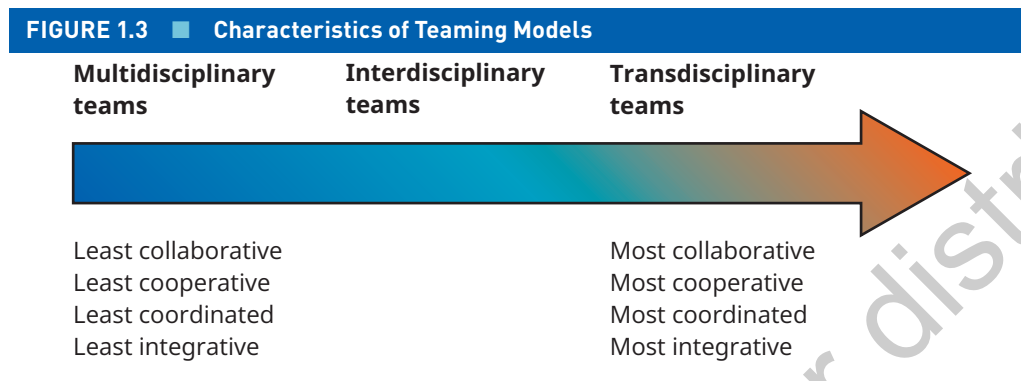 FIGURE 1.3 ■ Characteristics of Teaming Models
Multidisciplinary teams
Interdisciplinary teams
Transdisciplinary teams
Least collaborative
Least cooperative
Least coordinated
Least integrative
Most collaborative
Most cooperative
Most coordinated
Most integrative